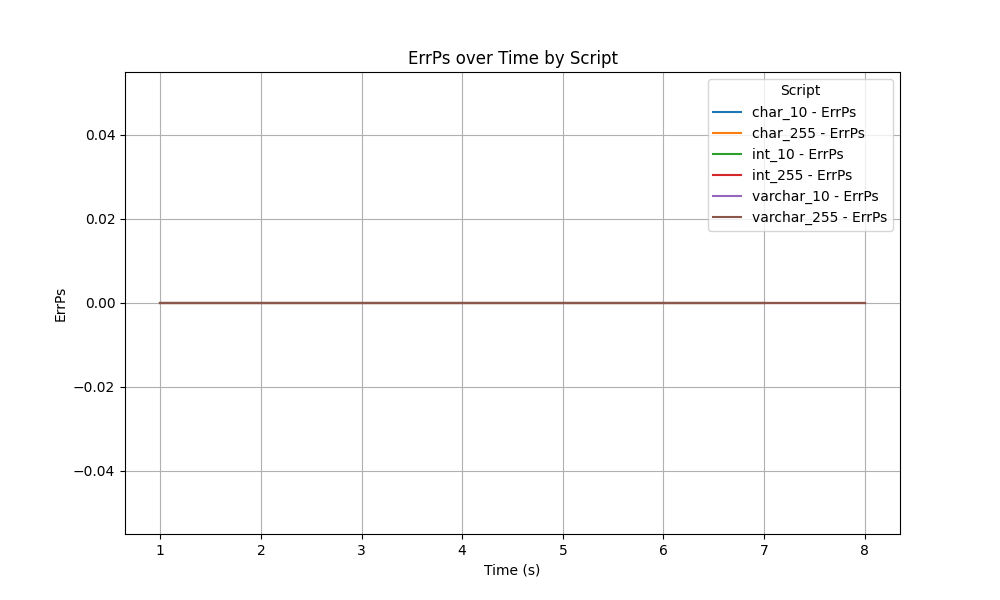 ErrPs over Time by Script
Script
char_10 - ErrPs
char_255 - ErrPs
int_10 - ErrPs
int_255 - ErrPs
varchar_10 - ErrPs
varchar_255 - ErrPs
ErrPs
0.04
0.02
0.00
−0.02
−0.04
1 2 3 4 5 6 7 8
Time (s)